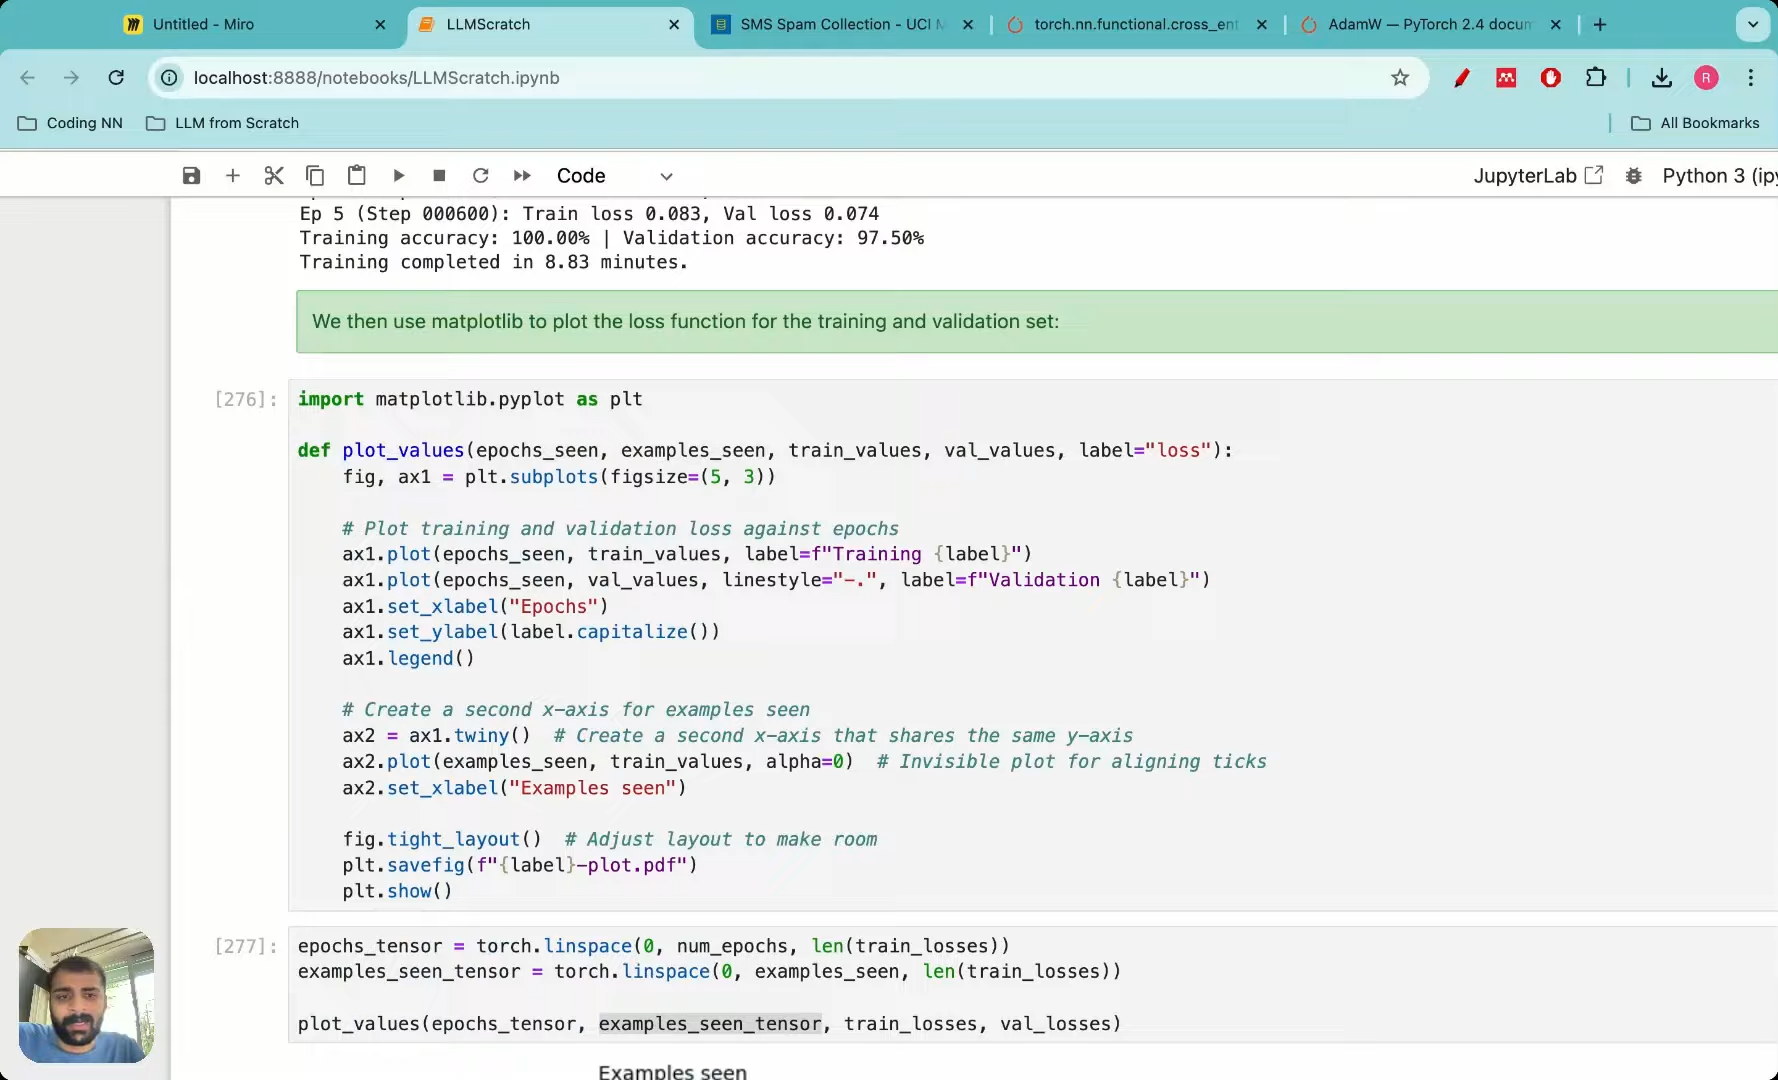 Untitled - Miro
LLMScratch
SMS Spam Collection - UCI M
torch.nn.functional.cross_ent
AdamW — PyTorch 2.4 docum
localhost:8888/notebooks/LLMScratch.ipynb
R
Coding NN
LLM from Scratch
All Bookmarks
Code
JupyterLab
Python 3 (ipy
Ep 5 (Step 000600): Train loss 0.083, Val loss 0.074
Training accuracy: 100.00% | Validation accuracy: 97.50%
Training completed in 8.83 minutes.
We then use matplotlib to plot the loss function for the training and validation set:
[276]:
import matplotlib.pyplot as plt
def plot_values(epochs_seen, examples_seen, train_values, val_values, label="loss"):
    fig, ax1 = plt.subplots(figsize=(5, 3))
    # Plot training and validation loss against epochs
    ax1.plot(epochs_seen, train_values, label=f"Training {label}")
    ax1.plot(epochs_seen, val_values, linestyle="-.", label=f"Validation {label}")
    ax1.set_xlabel("Epochs")
    ax1.set_ylabel(label.capitalize())
    ax1.legend()
    # Create a second x-axis for examples seen
    ax2 = ax1.twiny()  # Create a second x-axis that shares the same y-axis
    ax2.plot(examples_seen, train_values, alpha=0)  # Invisible plot for aligning ticks
    ax2.set_xlabel("Examples seen")
    fig.tight_layout()  # Adjust layout to make room
    plt.savefig(f"{label}-plot.pdf")
    plt.show()
[277]:
epochs_tensor = torch.linspace(0, num_epochs, len(train_losses))
examples_seen_tensor = torch.linspace(0, examples_seen, len(train_losses))
plot_values(epochs_tensor, examples_seen_tensor, train_losses, val_losses)
Examples seen